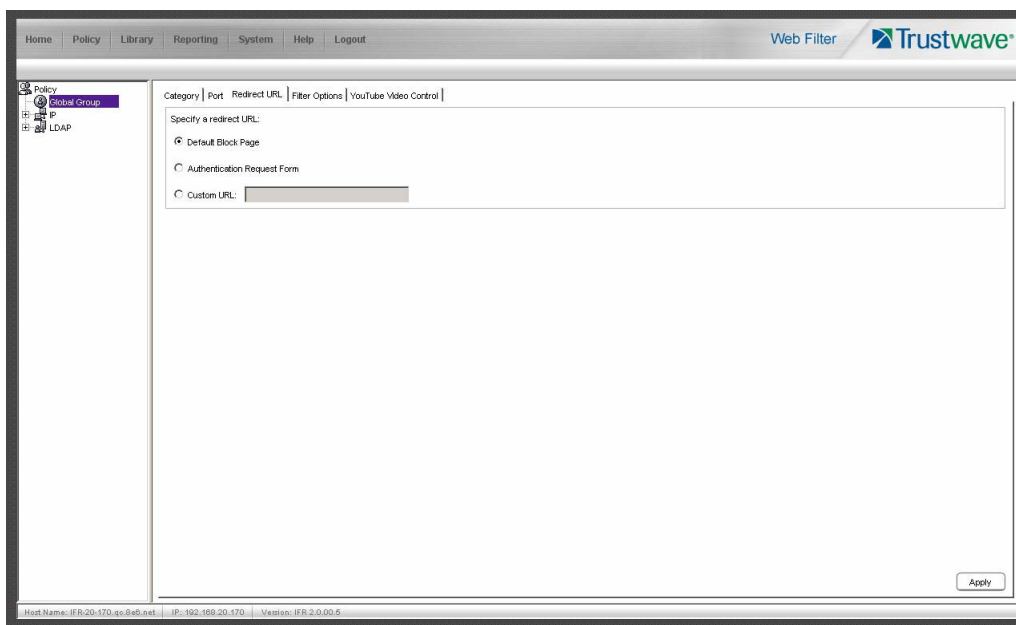 Home Policy Library Reporting System Help Logout
Web Filter
Trustwave®
Policy
Global Group
IP
LDAP
Category Port Redirect URL Filter Options YouTube Video Control
Specify a redirect URL:
Default Block Page
Authentication Request Form
Custom URL:
Apply
Host Name: IFR-20-170.qc.8e6.net IP: 192.168.20.170 Version: IFR 2.0.00.5